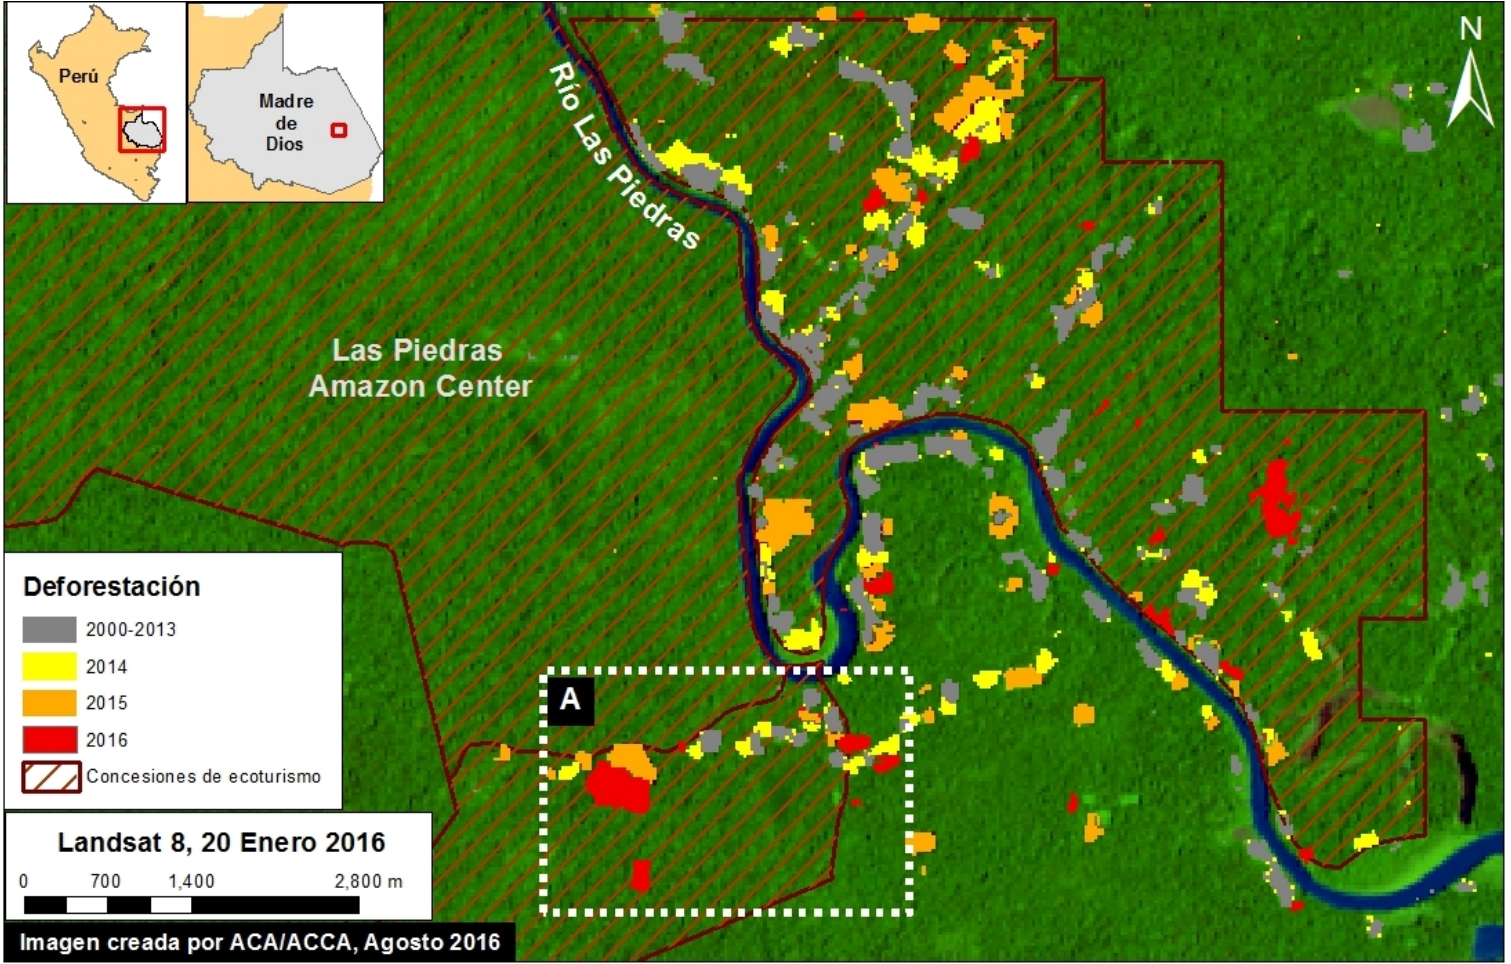 Perú
Madre
de
Dios
N
Río Las Piedras
Las Piedras
Amazon Center
A
Deforestación
2000-2013
2014
2015
2016
Concesiones de ecoturismo
Landsat 8, 20 Enero 2016
0 700 1,400 2,800 m
Imagen creada por ACA/ACCA, Agosto 2016